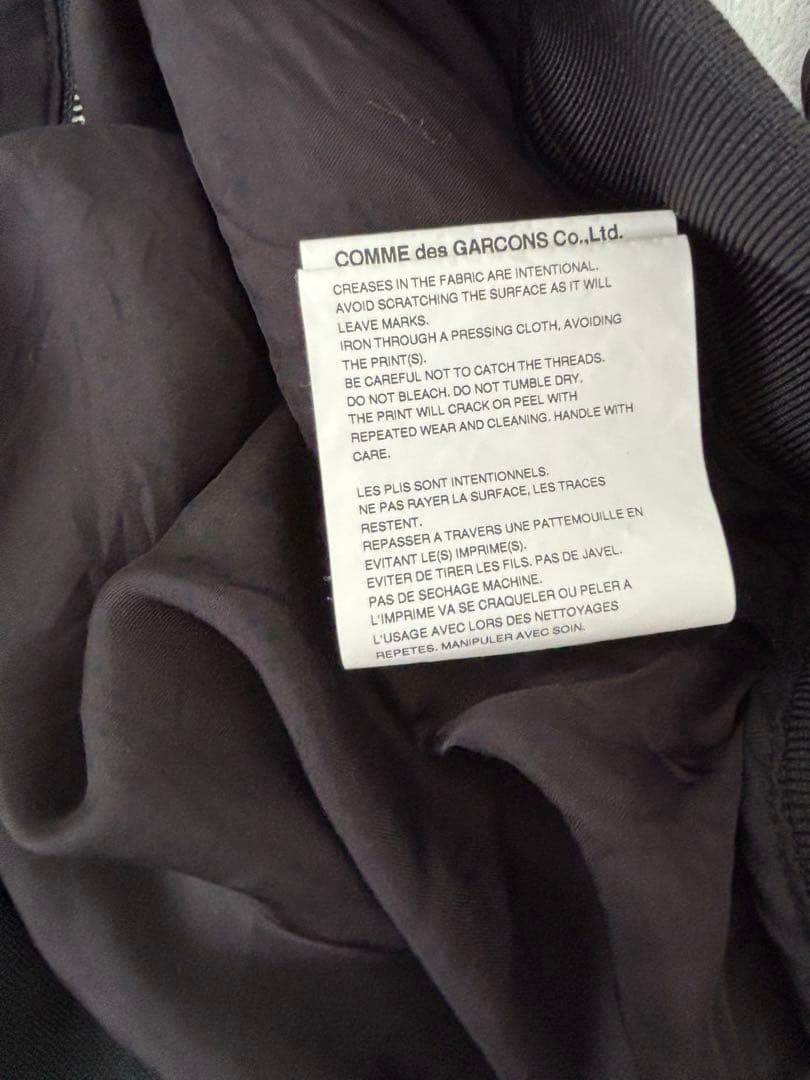 COMME des GARCONS Co.,Ltd.
CREASES IN THE FABRIC ARE INTENTIONAL.
AVOID SCRATCHING THE SURFACE AS IT WILL
LEAVE MARKS.
IRON THROUGH A PRESSING CLOTH, AVOIDING
THE PRINT(S).
BE CAREFUL NOT TO CATCH THE THREADS.
DO NOT BLEACH. DO NOT TUMBLE DRY.
THE PRINT WILL CRACK OR PEEL WITH
REPEATED WEAR AND CLEANING. HANDLE WITH
CARE.
LES PLIS SONT INTENTIONNELS.
NE PAS RAYER LA SURFACE, LES TRACES
RESTENT.
REPASSER A TRAVERS UNE PATTEMOUILLE EN
EVITANT LE(S) IMPRIME(S).
EVITER DE TIRER LES FILS. PAS DE JAVEL.
PAS DE SECHAGE MACHINE.
L'IMPRIME VA SE CRAQUELER OU PELER A
L'USAGE AVEC LORS DES NETTOYAGES
REPETES. MANIPULER AVEC SOIN.